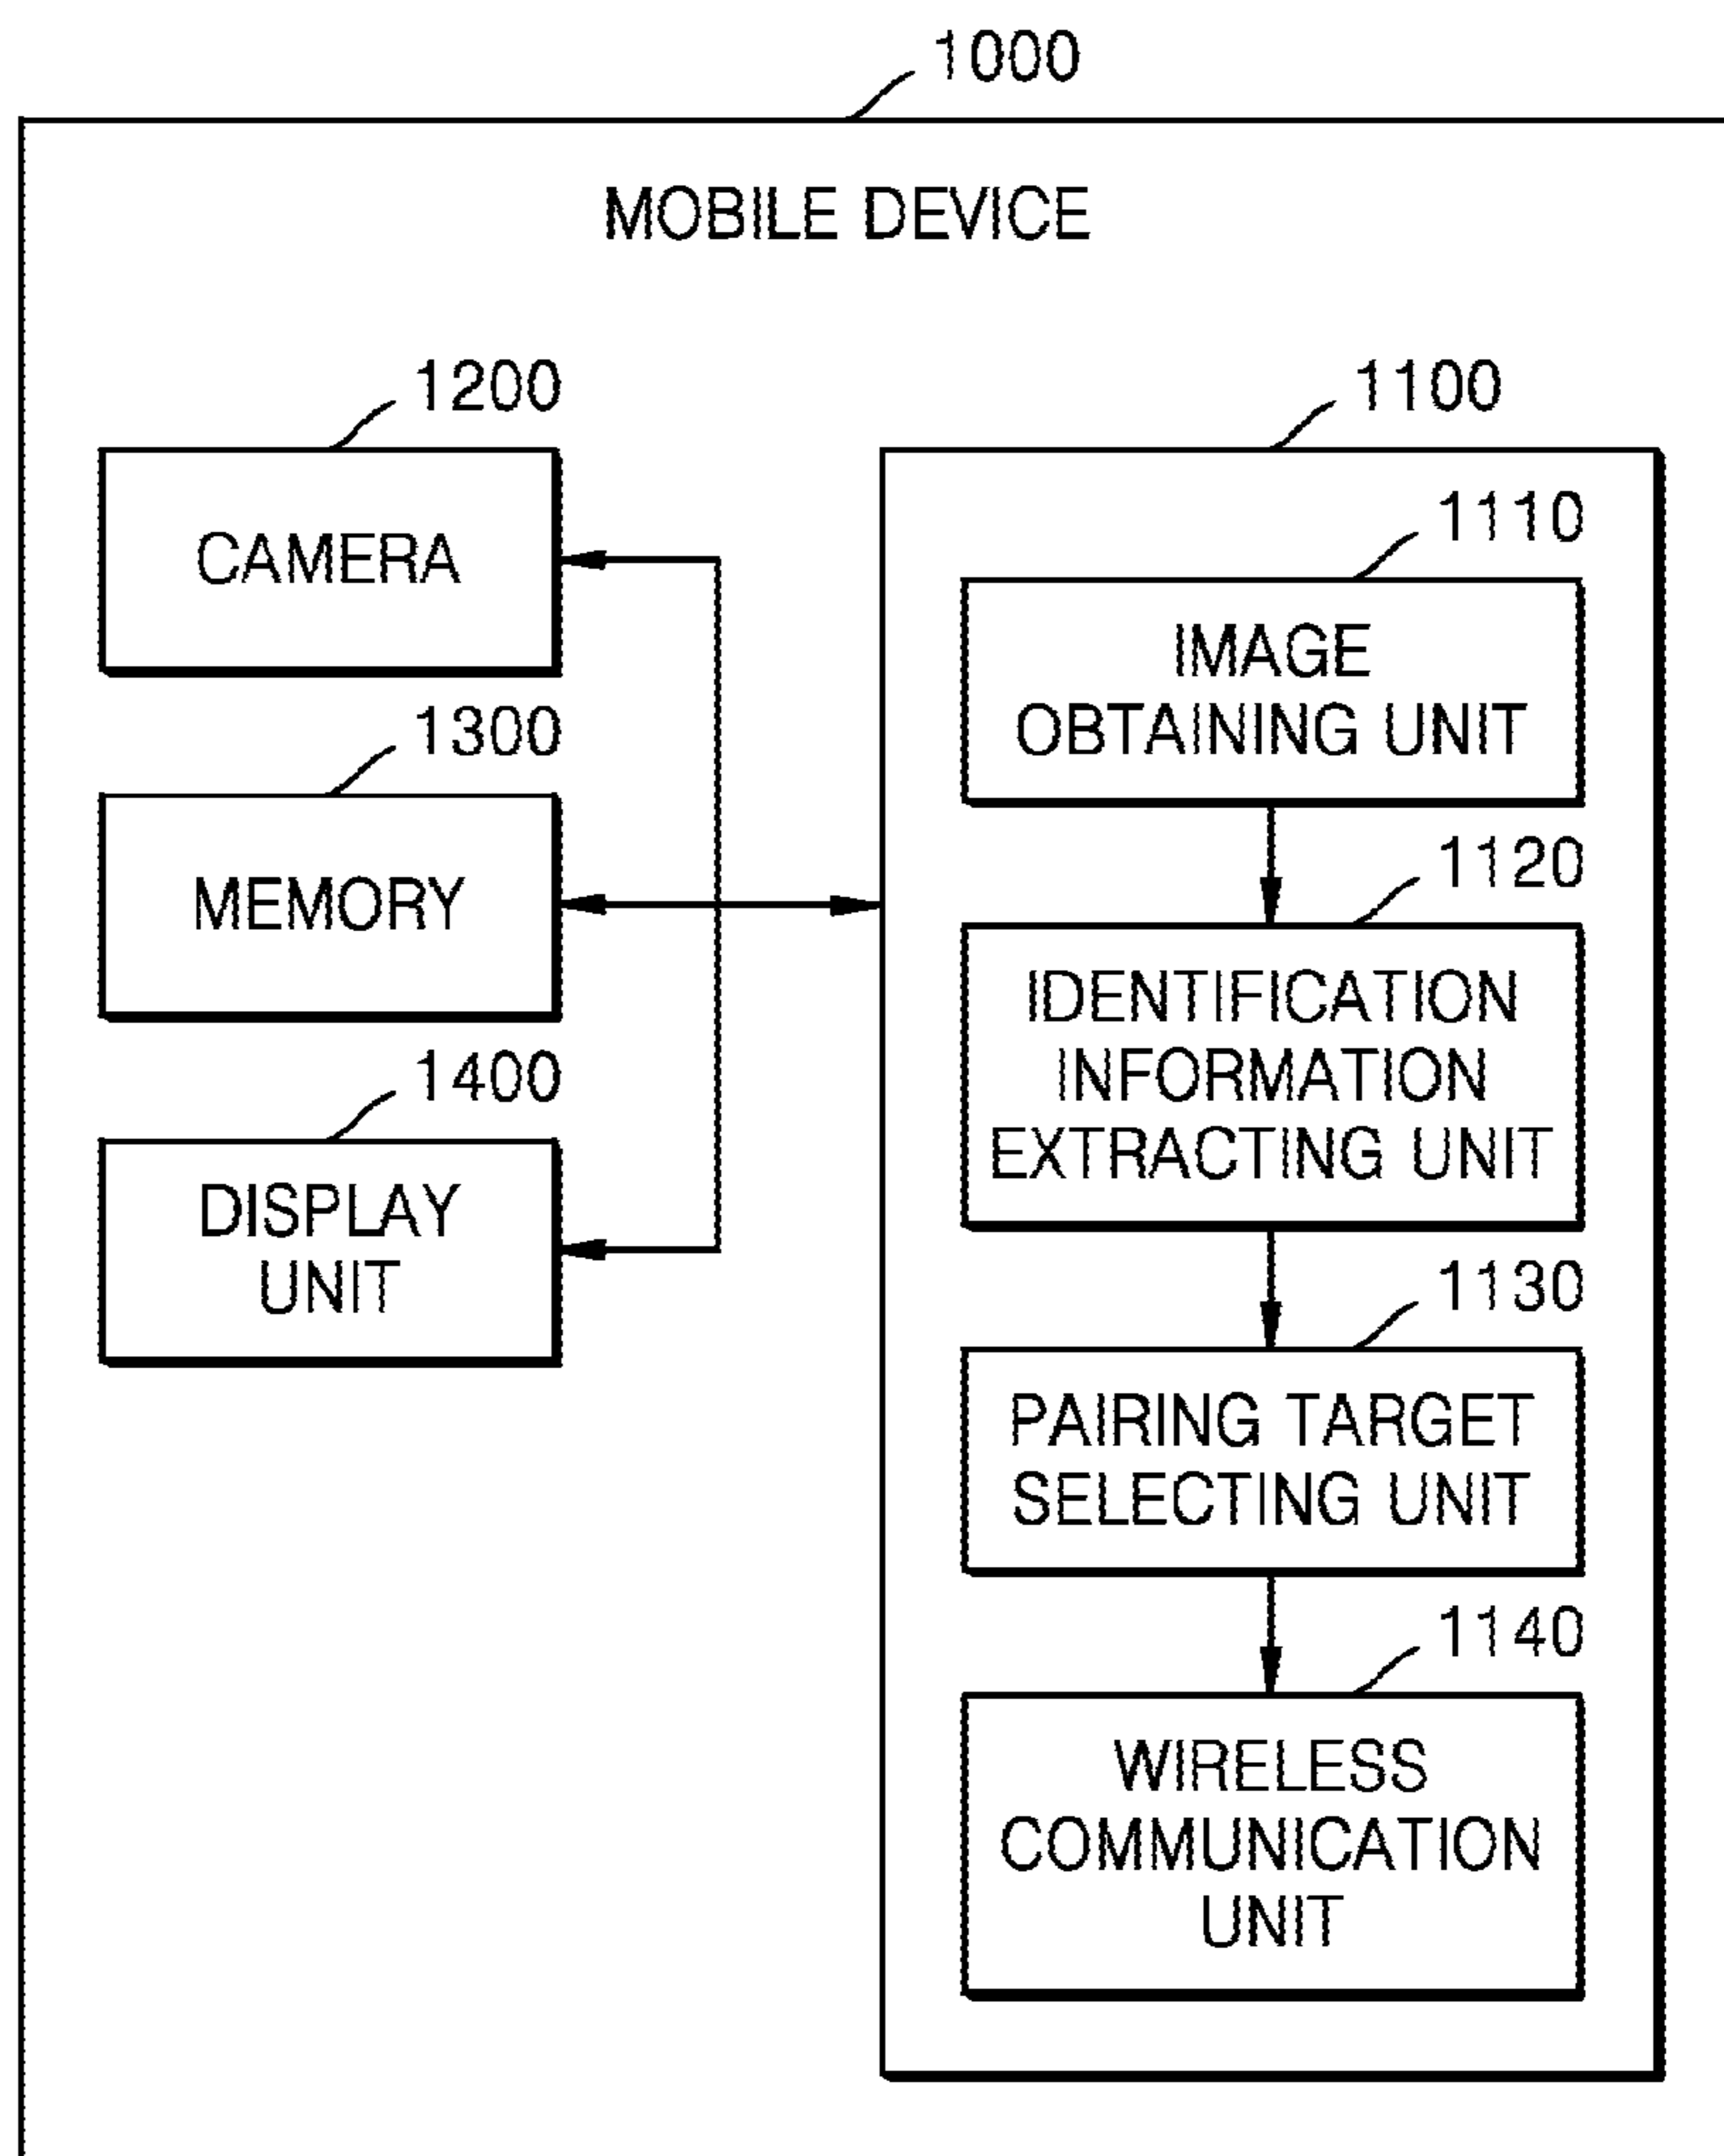 1000
MOBILE DEVICE
1200
CAMERA
1300
MEMORY
1400
DISPLAY
UNIT
1100
1110
IMAGE
OBTAINING UNIT
1120
IDENTIFICATION
INFORMATION
EXTRACTING UNIT
1130
PAIRING TARGET
SELECTING UNIT
1140
WIRELESS
COMMUNICATION
UNIT